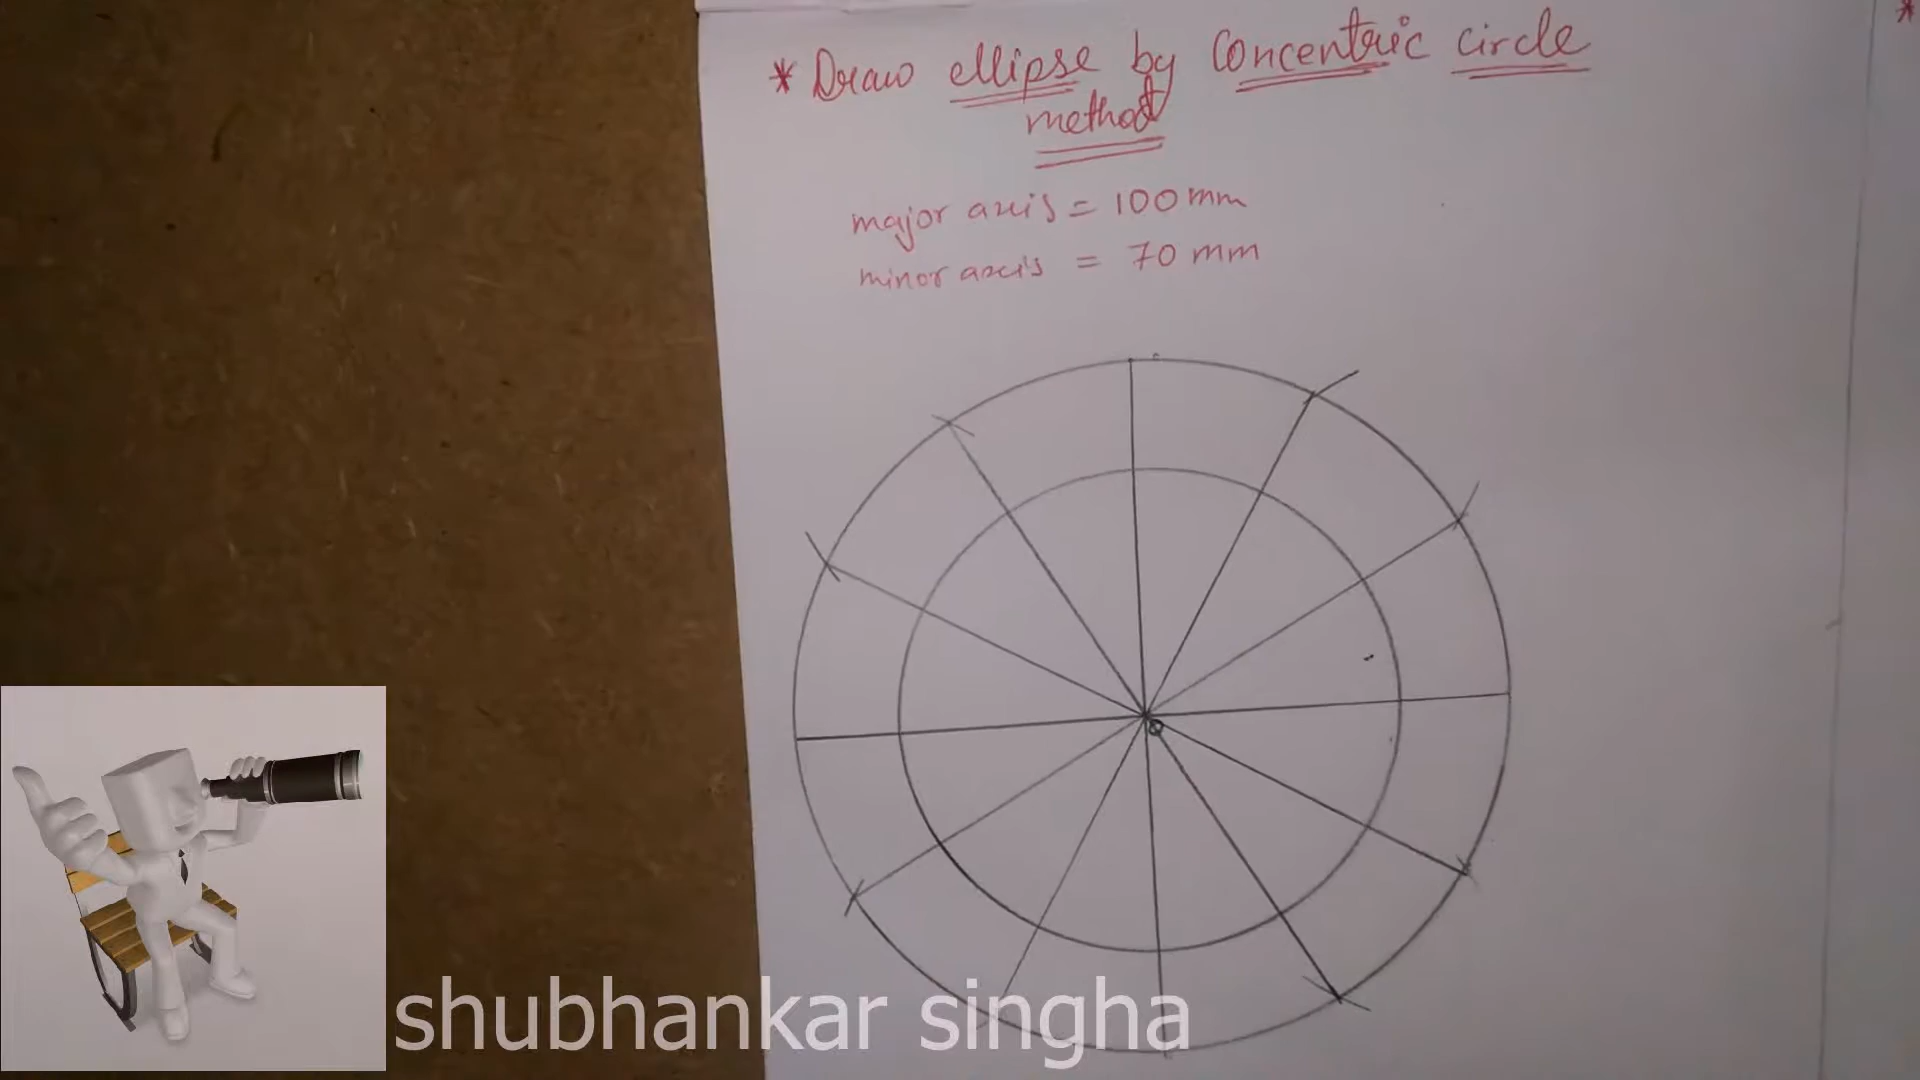 * Draw ellipse by Concentric circle
method
major axis = 100 mm
minor axis = 70 mm
shubhankar singha